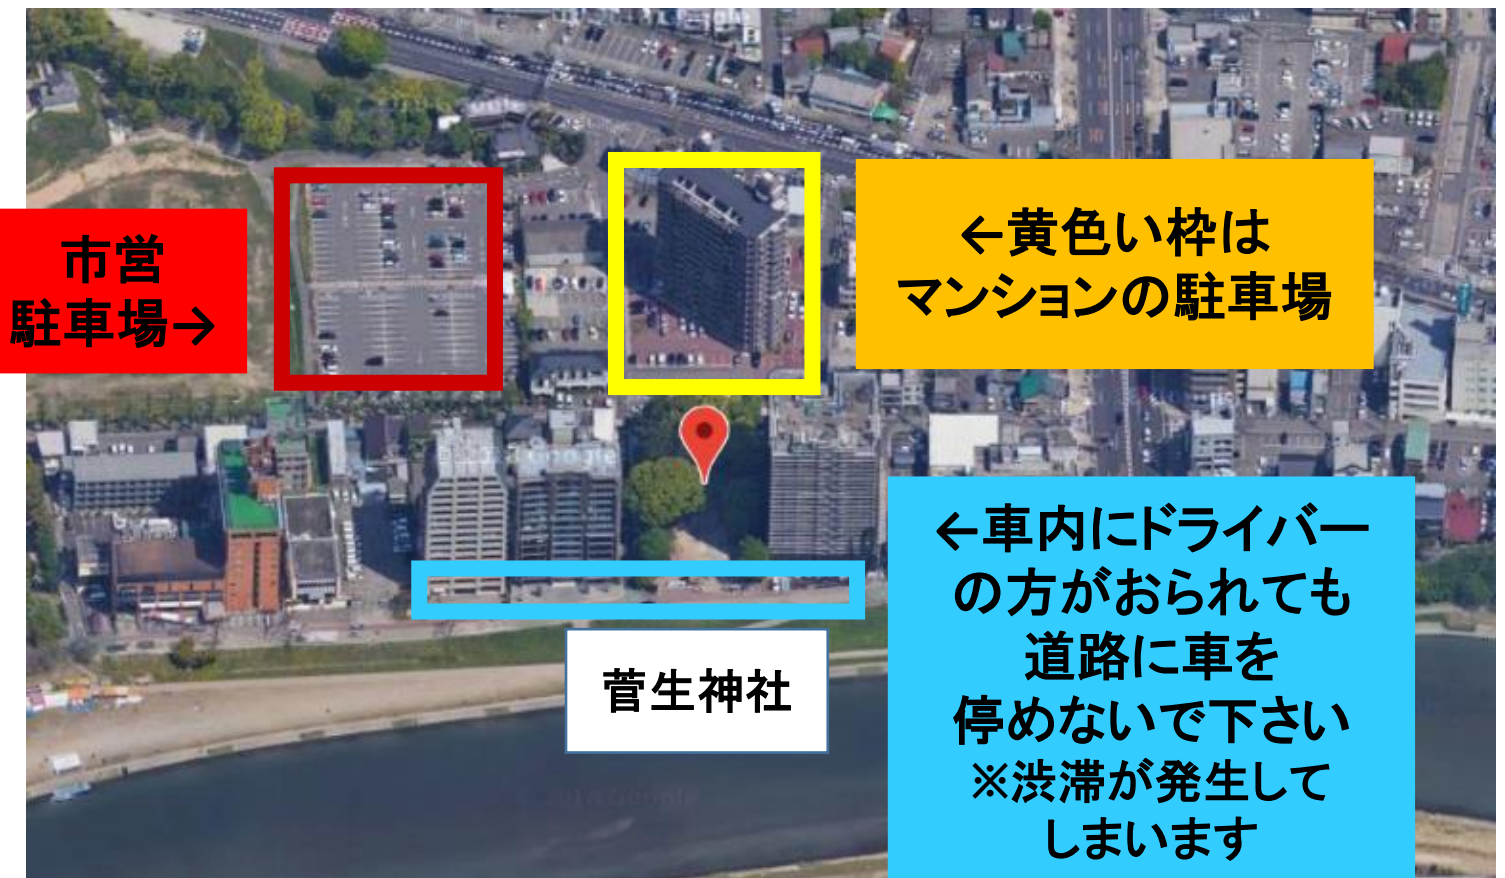 市営
駐車場→
←黄色い枠は
マンションの駐車場
←車内にドライバー
の方がおられても
道路に車を
停めないで下さい
※渋滞が発生して
しまいます
菅生神社
Google